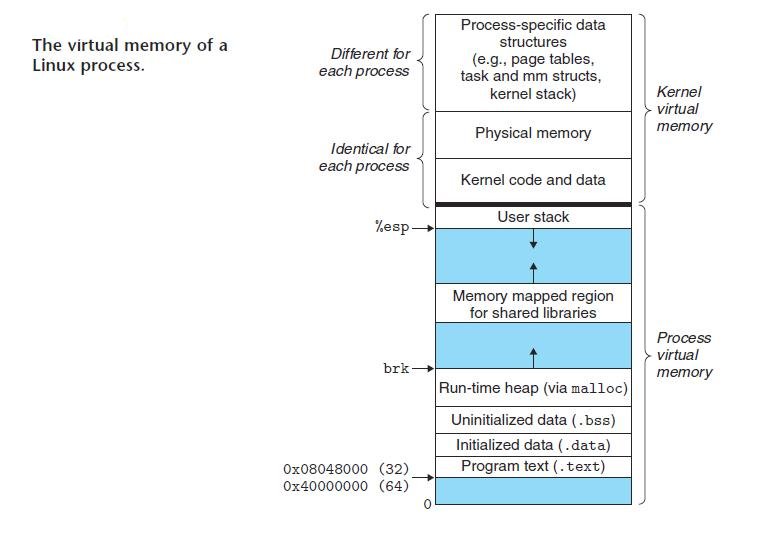 The virtual memory of a
Linux process.
Different for
each process
Process-specific data
structures
(e.g., page tables,
task and mm structs,
kernel stack)
Kernel
virtual
memory
Identical for
each process
Physical memory
Kernel code and data
User stack
%esp
Memory mapped region
for shared libraries
Process
virtual
memory
brk
Run-time heap (via malloc)
Uninitialized data (.bss)
Initialized data (.data)
Program text (.text)
0x08048000 (32)
0x40000000 (64)
0